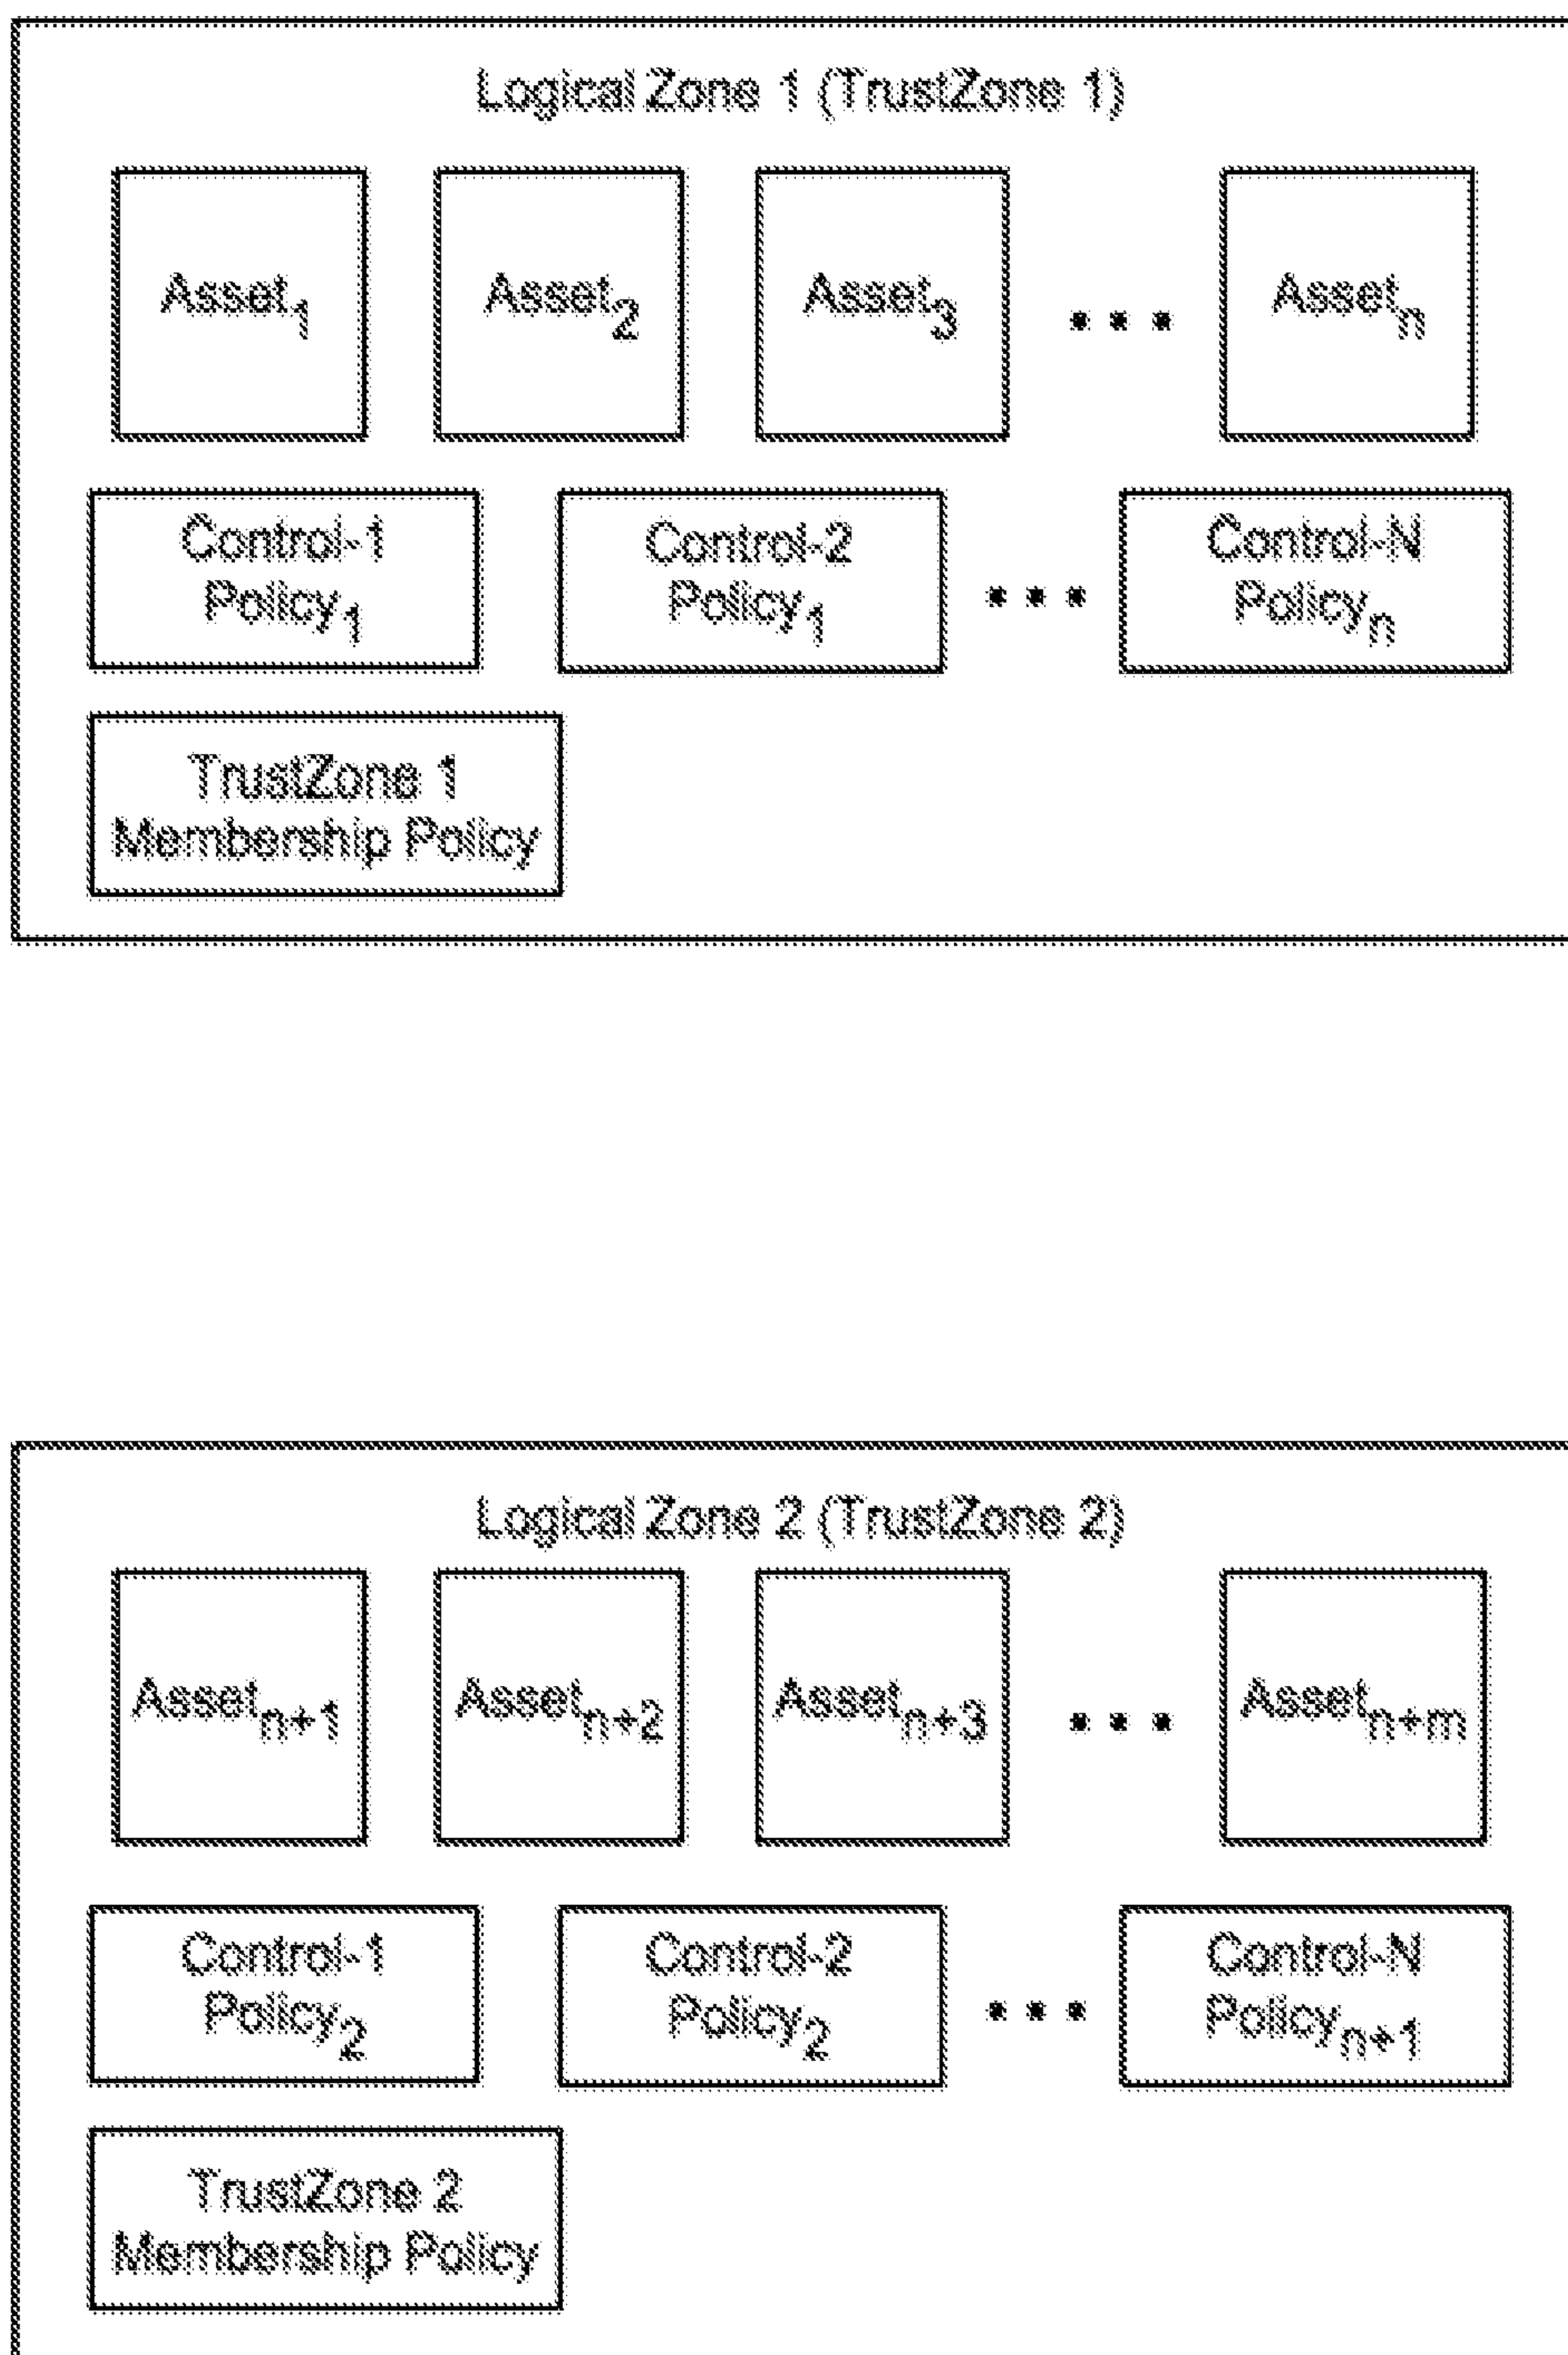 Logical Zone 1 (TrustZone 1)
Asset1 Asset2 Asset3 ... Assetn
Control-1 Control-2 Control-N
Policy1 Policy1 ... Policyn
TrustZone 1
Membership Policy
Logical Zone 2 (TrustZone 2)
Assetn+1 Assetn+2 Assetn+3 ... Assetn+m
Control-1 Control-2 Control-N
Policy2 Policy2 ... Policyn+1
TrustZone 2
Membership Policy